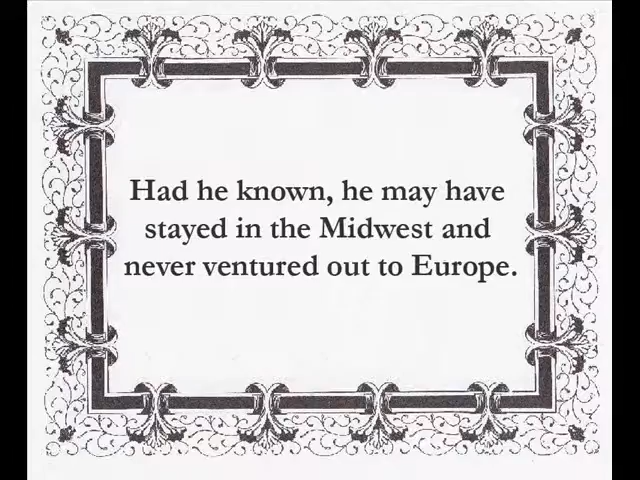 Had he known, he may have
stayed in the Midwest and
never ventured out to Europe.